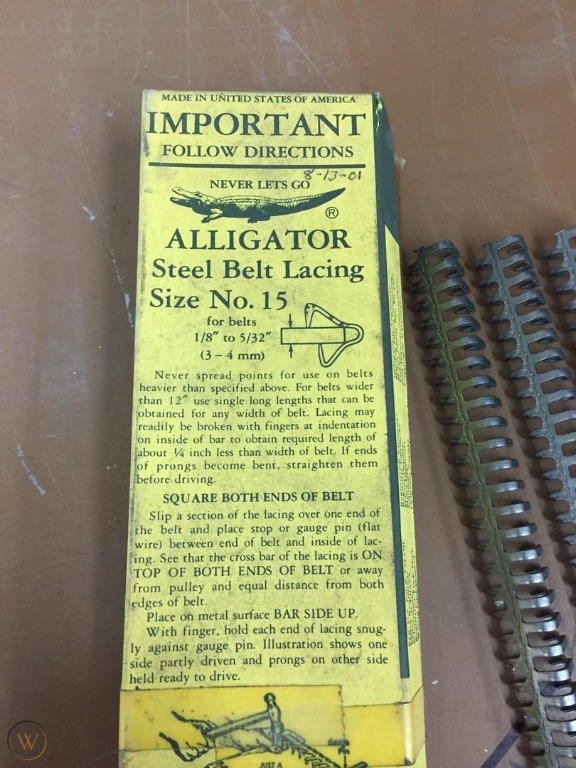 MADE IN UNITED STATES OF AMERICA
IMPORTANT
FOLLOW DIRECTIONS
8-13-01
NEVER LETS GO
®
ALLIGATOR
Steel Belt Lacing
Size No. 15
for belts
1/8" to 5/32"
(3 – 4 mm)
Never spread points for use on belts
heavier than specified above. For belts wider
than 12" use single long lengths that can be
obtained for any width of belt. Lacing may
readily be broken with fingers at indentation
on inside of bar to obtain required length of
about ¼ inch less than width of belt. If ends
of prongs become bent, straighten them
before driving.
SQUARE BOTH ENDS OF BELT
Slip a section of the lacing over one end of
the belt and place stop or gauge pin (flat
wire) between end of belt and inside of lac-
ing. See that the cross bar of the lacing is ON
TOP OF BOTH ENDS OF BELT or away
from pulley and equal distance from both
edges of belt.
Place on metal surface BAR SIDE UP.
With finger, hold each end of lacing snug-
ly against gauge pin. Illustration shows one
side partly driven and prongs on other side
held ready to drive.
Gauge
Pin
JUST A
W